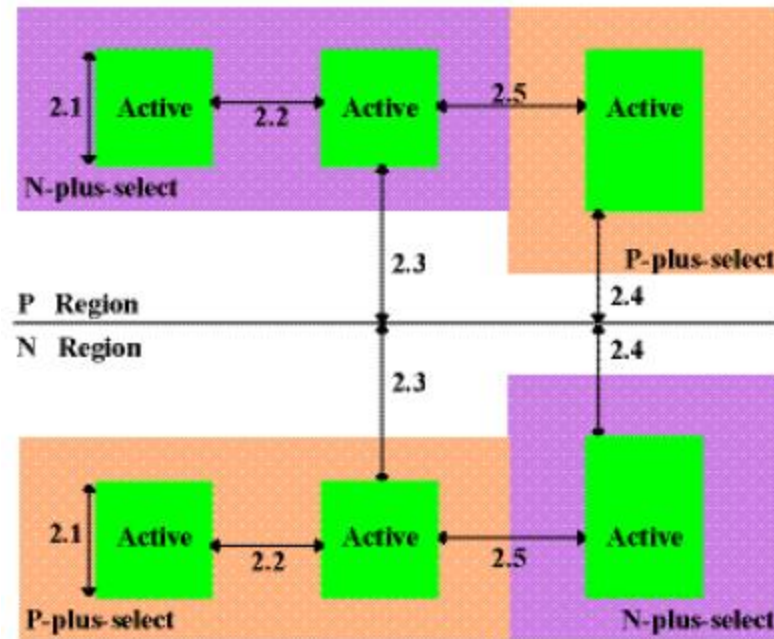 2.1 Active 2.2 Active 2.5 Active
N-plus-select
2.3 P-plus-select
P Region 2.4
N Region 2.4
2.3
2.1 Active 2.2 Active 2.5 Active
P-plus-select N-plus-select